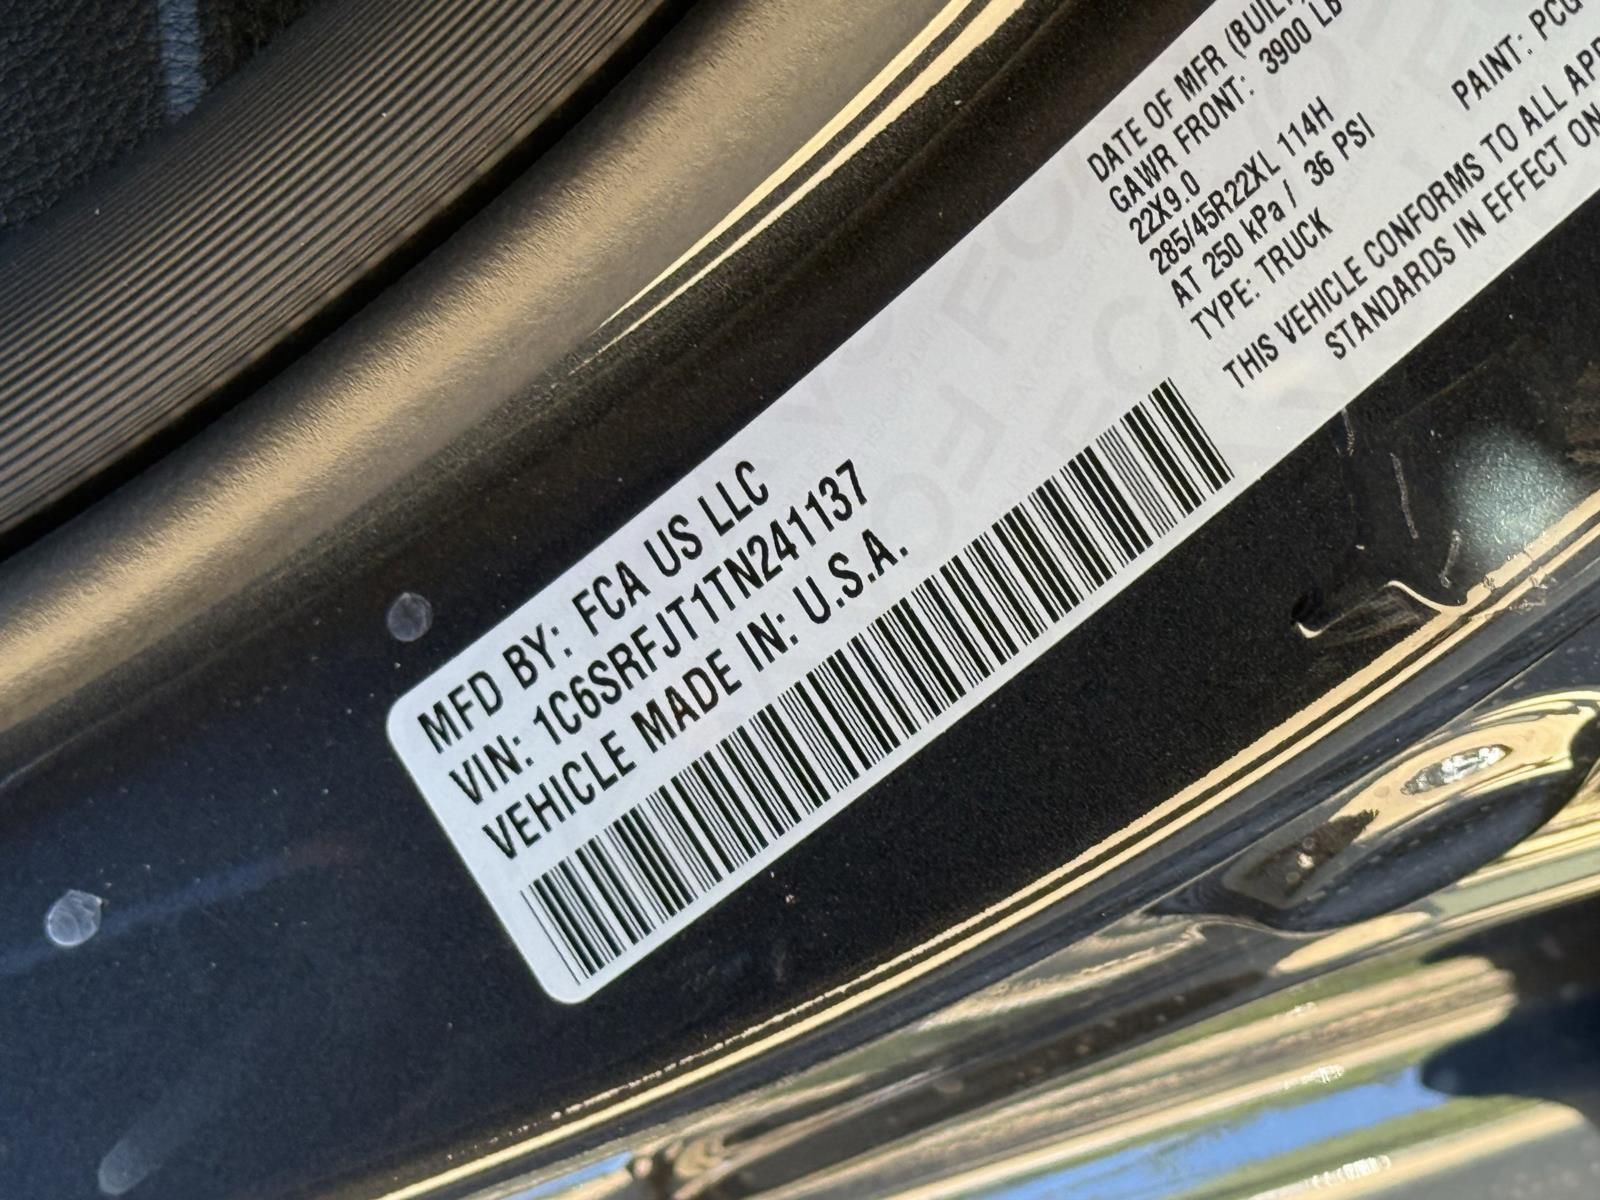 MFD BY: FCA US LLC
VIN: 1C6SRFJT1TN241137
VEHICLE MADE IN: U.S.A.
DATE OF MFR (BUILT
GAWR FRONT: 3900 LB
22X9.0
285/45R22XL 114H
AT 250 kPa / 36 PSI
TYPE: TRUCK
PAINT: PCG
THIS VEHICLE CONFORMS TO ALL APP
STANDARDS IN EFFECT ON